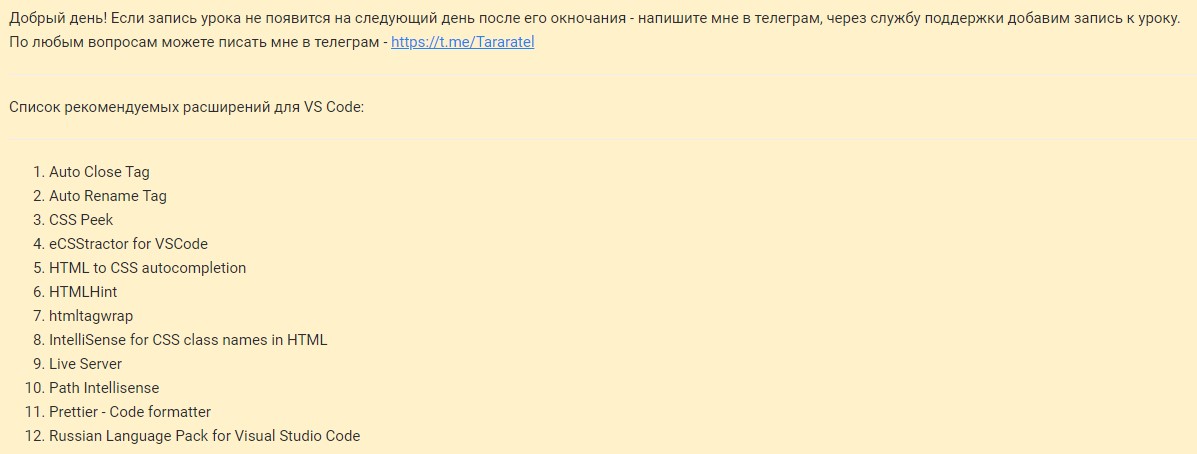 Добрый день! Если запись урока не появится на следующий день после его окночания - напишите мне в телеграм, через службу поддержки добавим запись к уроку.
По любым вопросам можете писать мне в телеграм - https://t.me/Tararatel
Список рекомендуемых расширений для VS Code:
1. Auto Close Tag
2. Auto Rename Tag
3. CSS Peek
4. eCSStractor for VSCode
5. HTML to CSS autocompletion
6. HTMLHint
7. htmltagwrap
8. IntelliSense for CSS class names in HTML
9. Live Server
10. Path Intellisense
11. Prettier - Code formatter
12. Russian Language Pack for Visual Studio Code